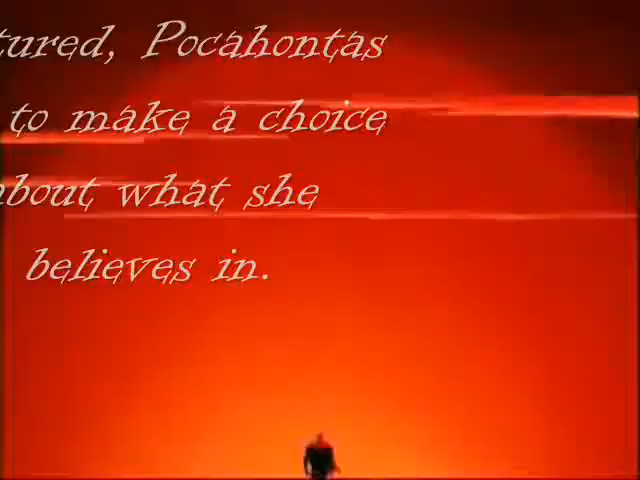 tured, Pocahontas
to make a choice
about what she
believes in.